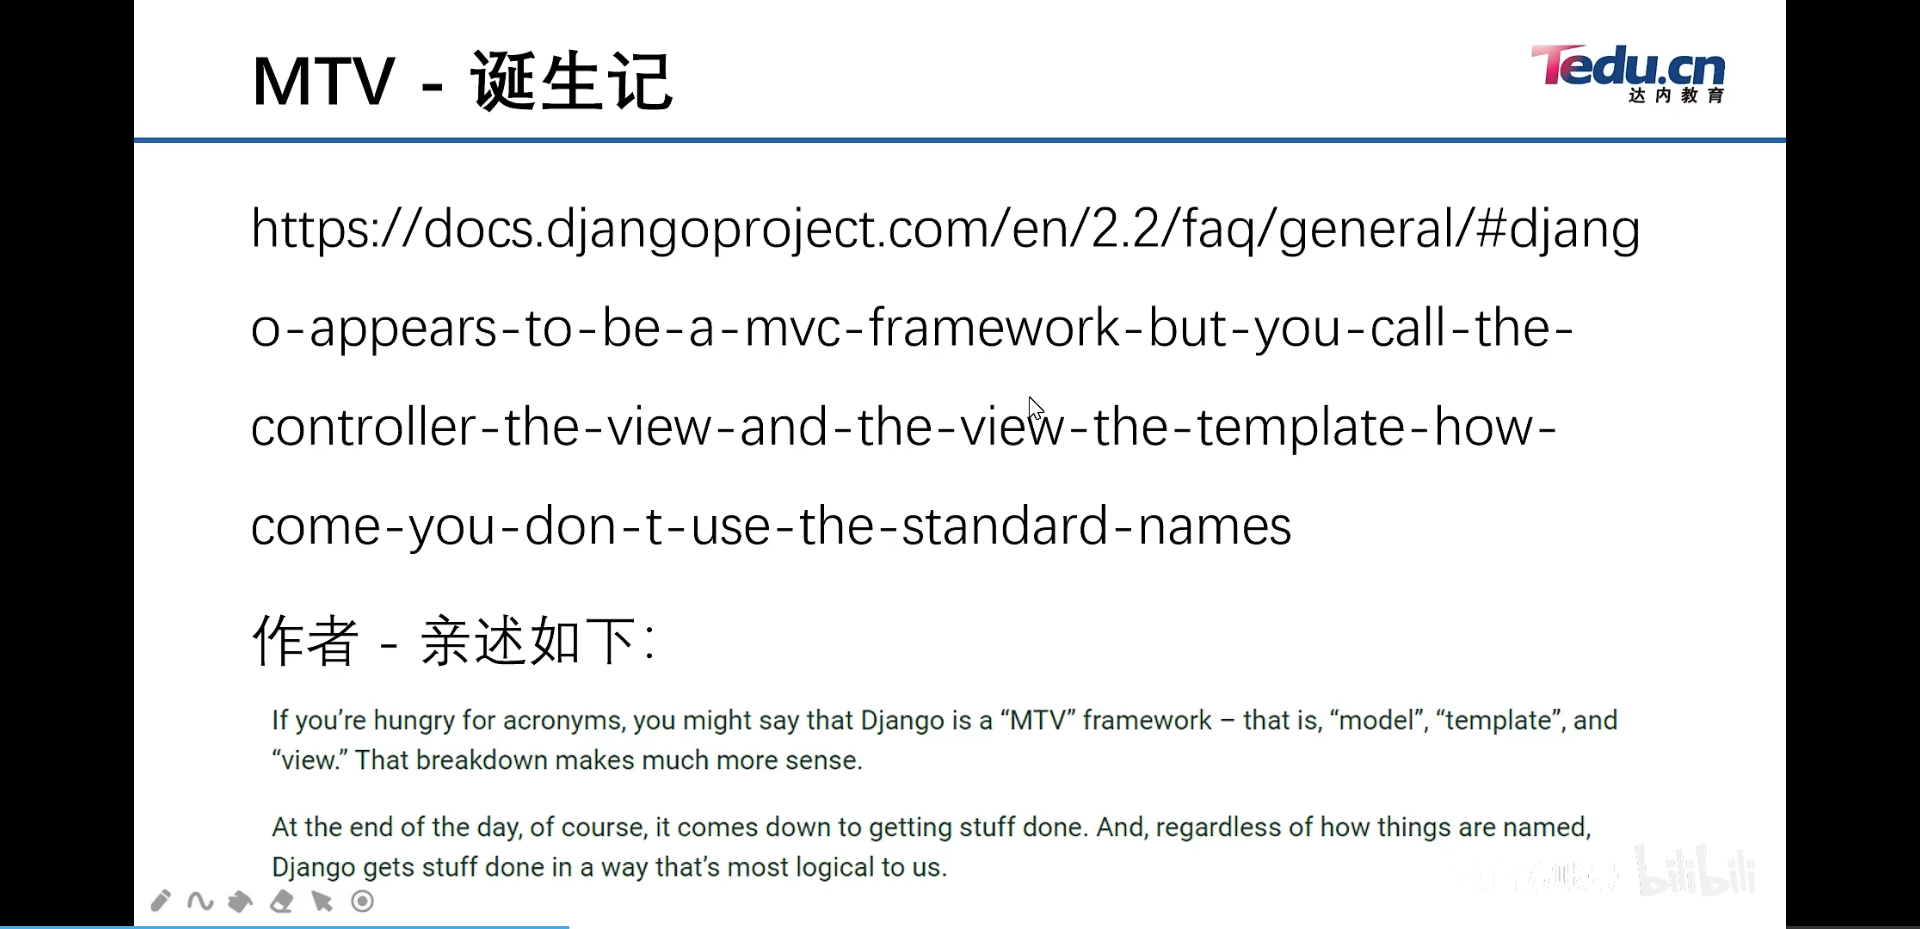 MTV - 诞生记
Tedu.cn
达内教育
https://docs.djangoproject.com/en/2.2/faq/general/#djang
o-appears-to-be-a-mvc-framework-but-you-call-the-
controller-the-view-and-the-view-the-template-how-
come-you-don-t-use-the-standard-names
作者 - 亲述如下:
If you’re hungry for acronyms, you might say that Django is a “MTV” framework – that is, “model”, “template”, and
“view.” That breakdown makes much more sense.
At the end of the day, of course, it comes down to getting stuff done. And, regardless of how things are named,
Django gets stuff done in a way that’s most logical to us.
bilibili